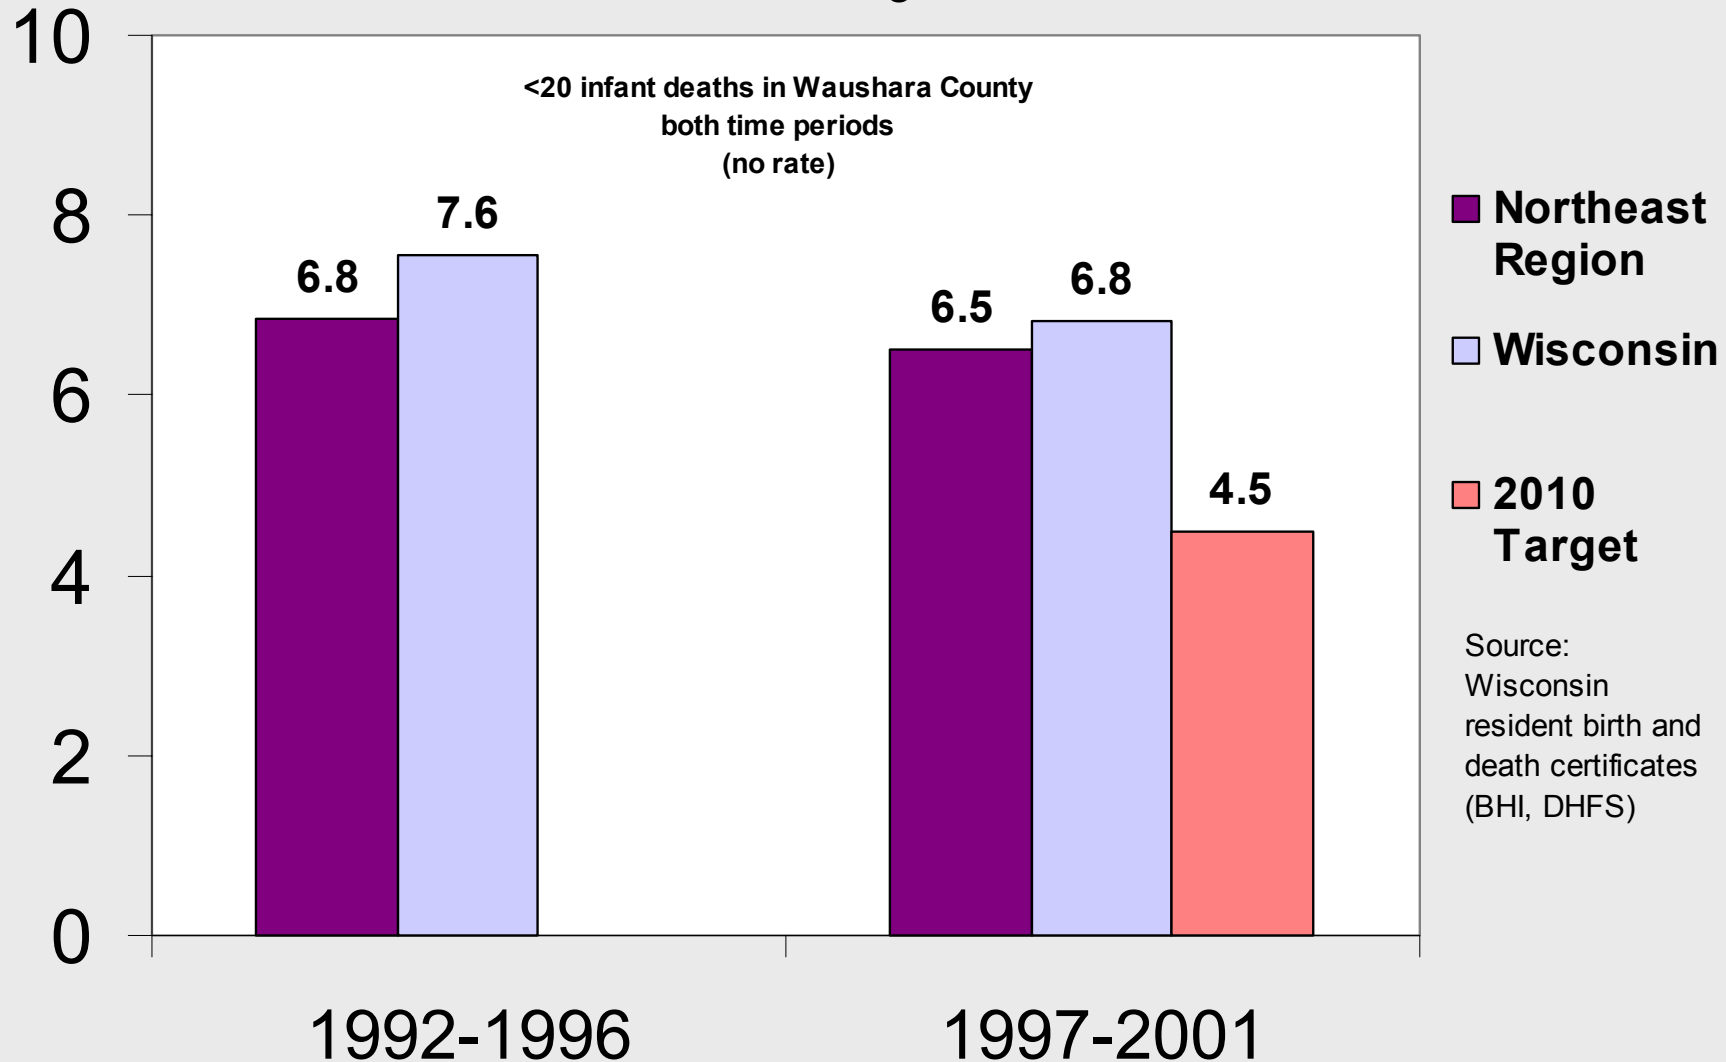 10
8
6
4
2
0
<20 infant deaths in Waushara County
both time periods
(no rate)
6.8
7.6
6.5
6.8
4.5
1992-1996
1997-2001
Northeast
Region
Wisconsin
2010
Target
Source:
Wisconsin
resident birth and
death certificates
(BHI, DHFS)